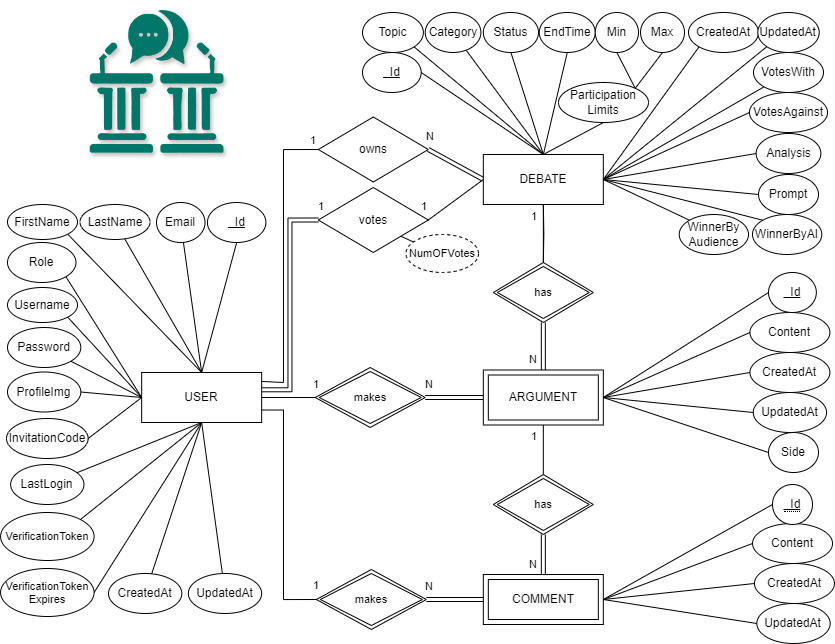 Topic
Category
Status
EndTime
Min
Max
CreatedAt
UpdatedAt
_Id
VotesWith
Participation
Limits
VotesAgainst
1
owns
N
DEBATE
Analysis
Prompt
1
votes
1
NumOFVotes
WinnerBy
Audience
WinnerByAI
FirstName
LastName
Email
_Id
Role
Username
Password
ProfileImg
InvitationCode
LastLogin
VerificationToken
VerificationToken
Expires
CreatedAt
UpdatedAt
USER
1
has
N
1
makes
N
ARGUMENT
_Id
Content
CreatedAt
UpdatedAt
Side
1
has
N
1
makes
N
COMMENT
_Id
Content
CreatedAt
UpdatedAt